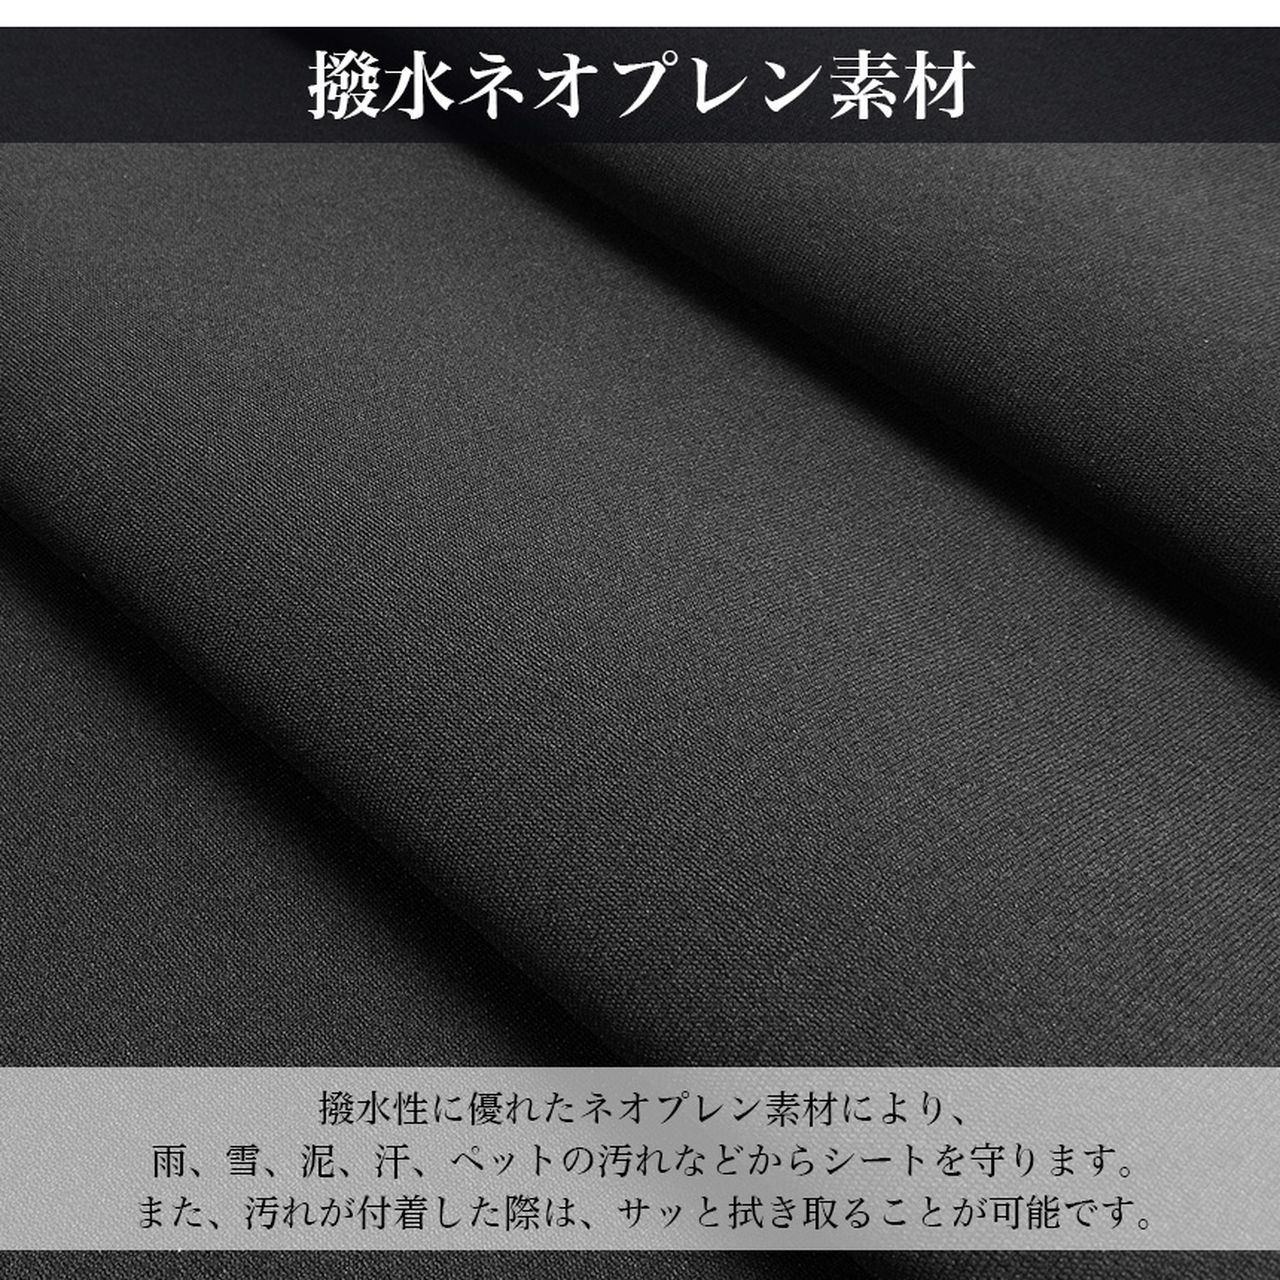 撥水ネオプレン素材
撥水性に優れたネオプレン素材により、
雨、雪、泥、汗、ペットの汚れなどからシートを守ります。
また、汚れが付着した際は、サッと拭き取ることが可能です。